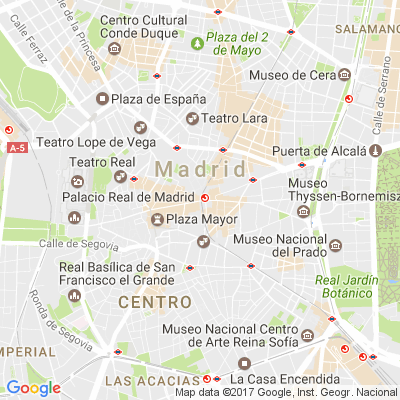 SALAMANC
Centro Cultural
Conde Duque
Plaza del 2
de Mayo
Calle Ferraz
de la Princesa
Museo de Cera
Calle de Serrano
Plaza de España
Teatro Lara
A-5
Teatro Lope de Vega
Madrid
Puerta de Alcalá
Teatro Real
Palacio Real de Madrid
Museo
Thyssen-Bornemisz
Plaza Mayor
Calle de Segovia
Museo Nacional
del Prado
Real Basílica de San
Francisco el Grande
Real Jardín
Botánico
Ronda de Segovia
CENTRO
Museo Nacional Centro
de Arte Reina Sofía
MPERIAL
LAS ACACIAS
La Casa Encendida
Google
Map data ©2017 Google, Inst. Geogr. Nacional